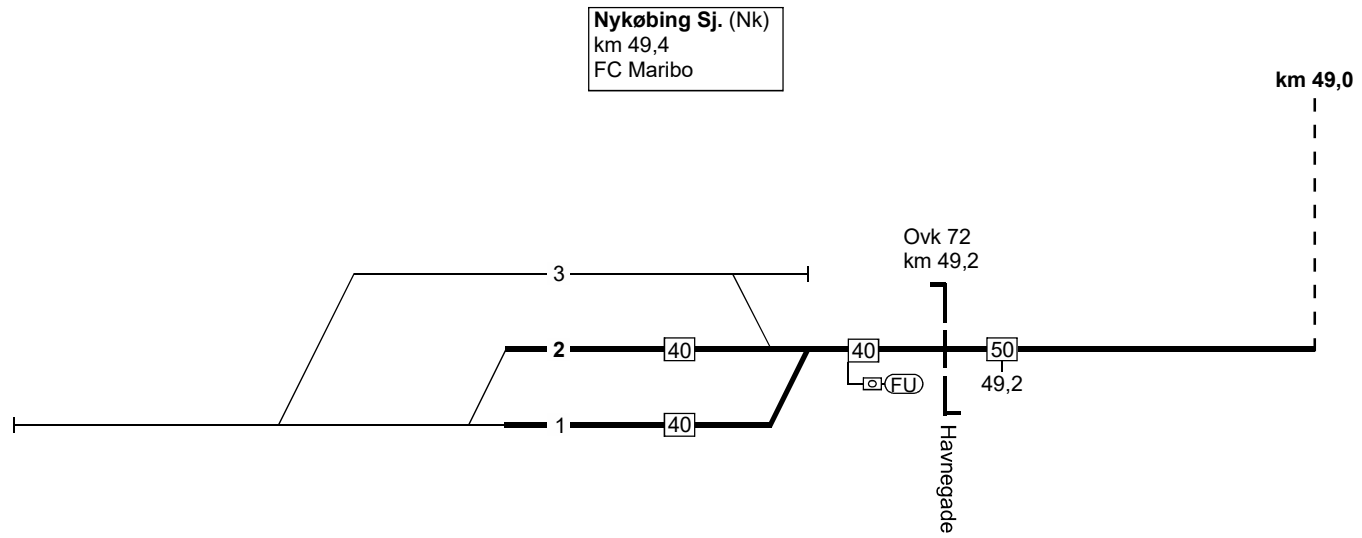 Nykøbing Sj. (Nk)
km 49,4
FC Maribo
km 49,0
Ovk 72
km 49,2
3
2
40
40
50
FU
49,2
1
40
Havnegade